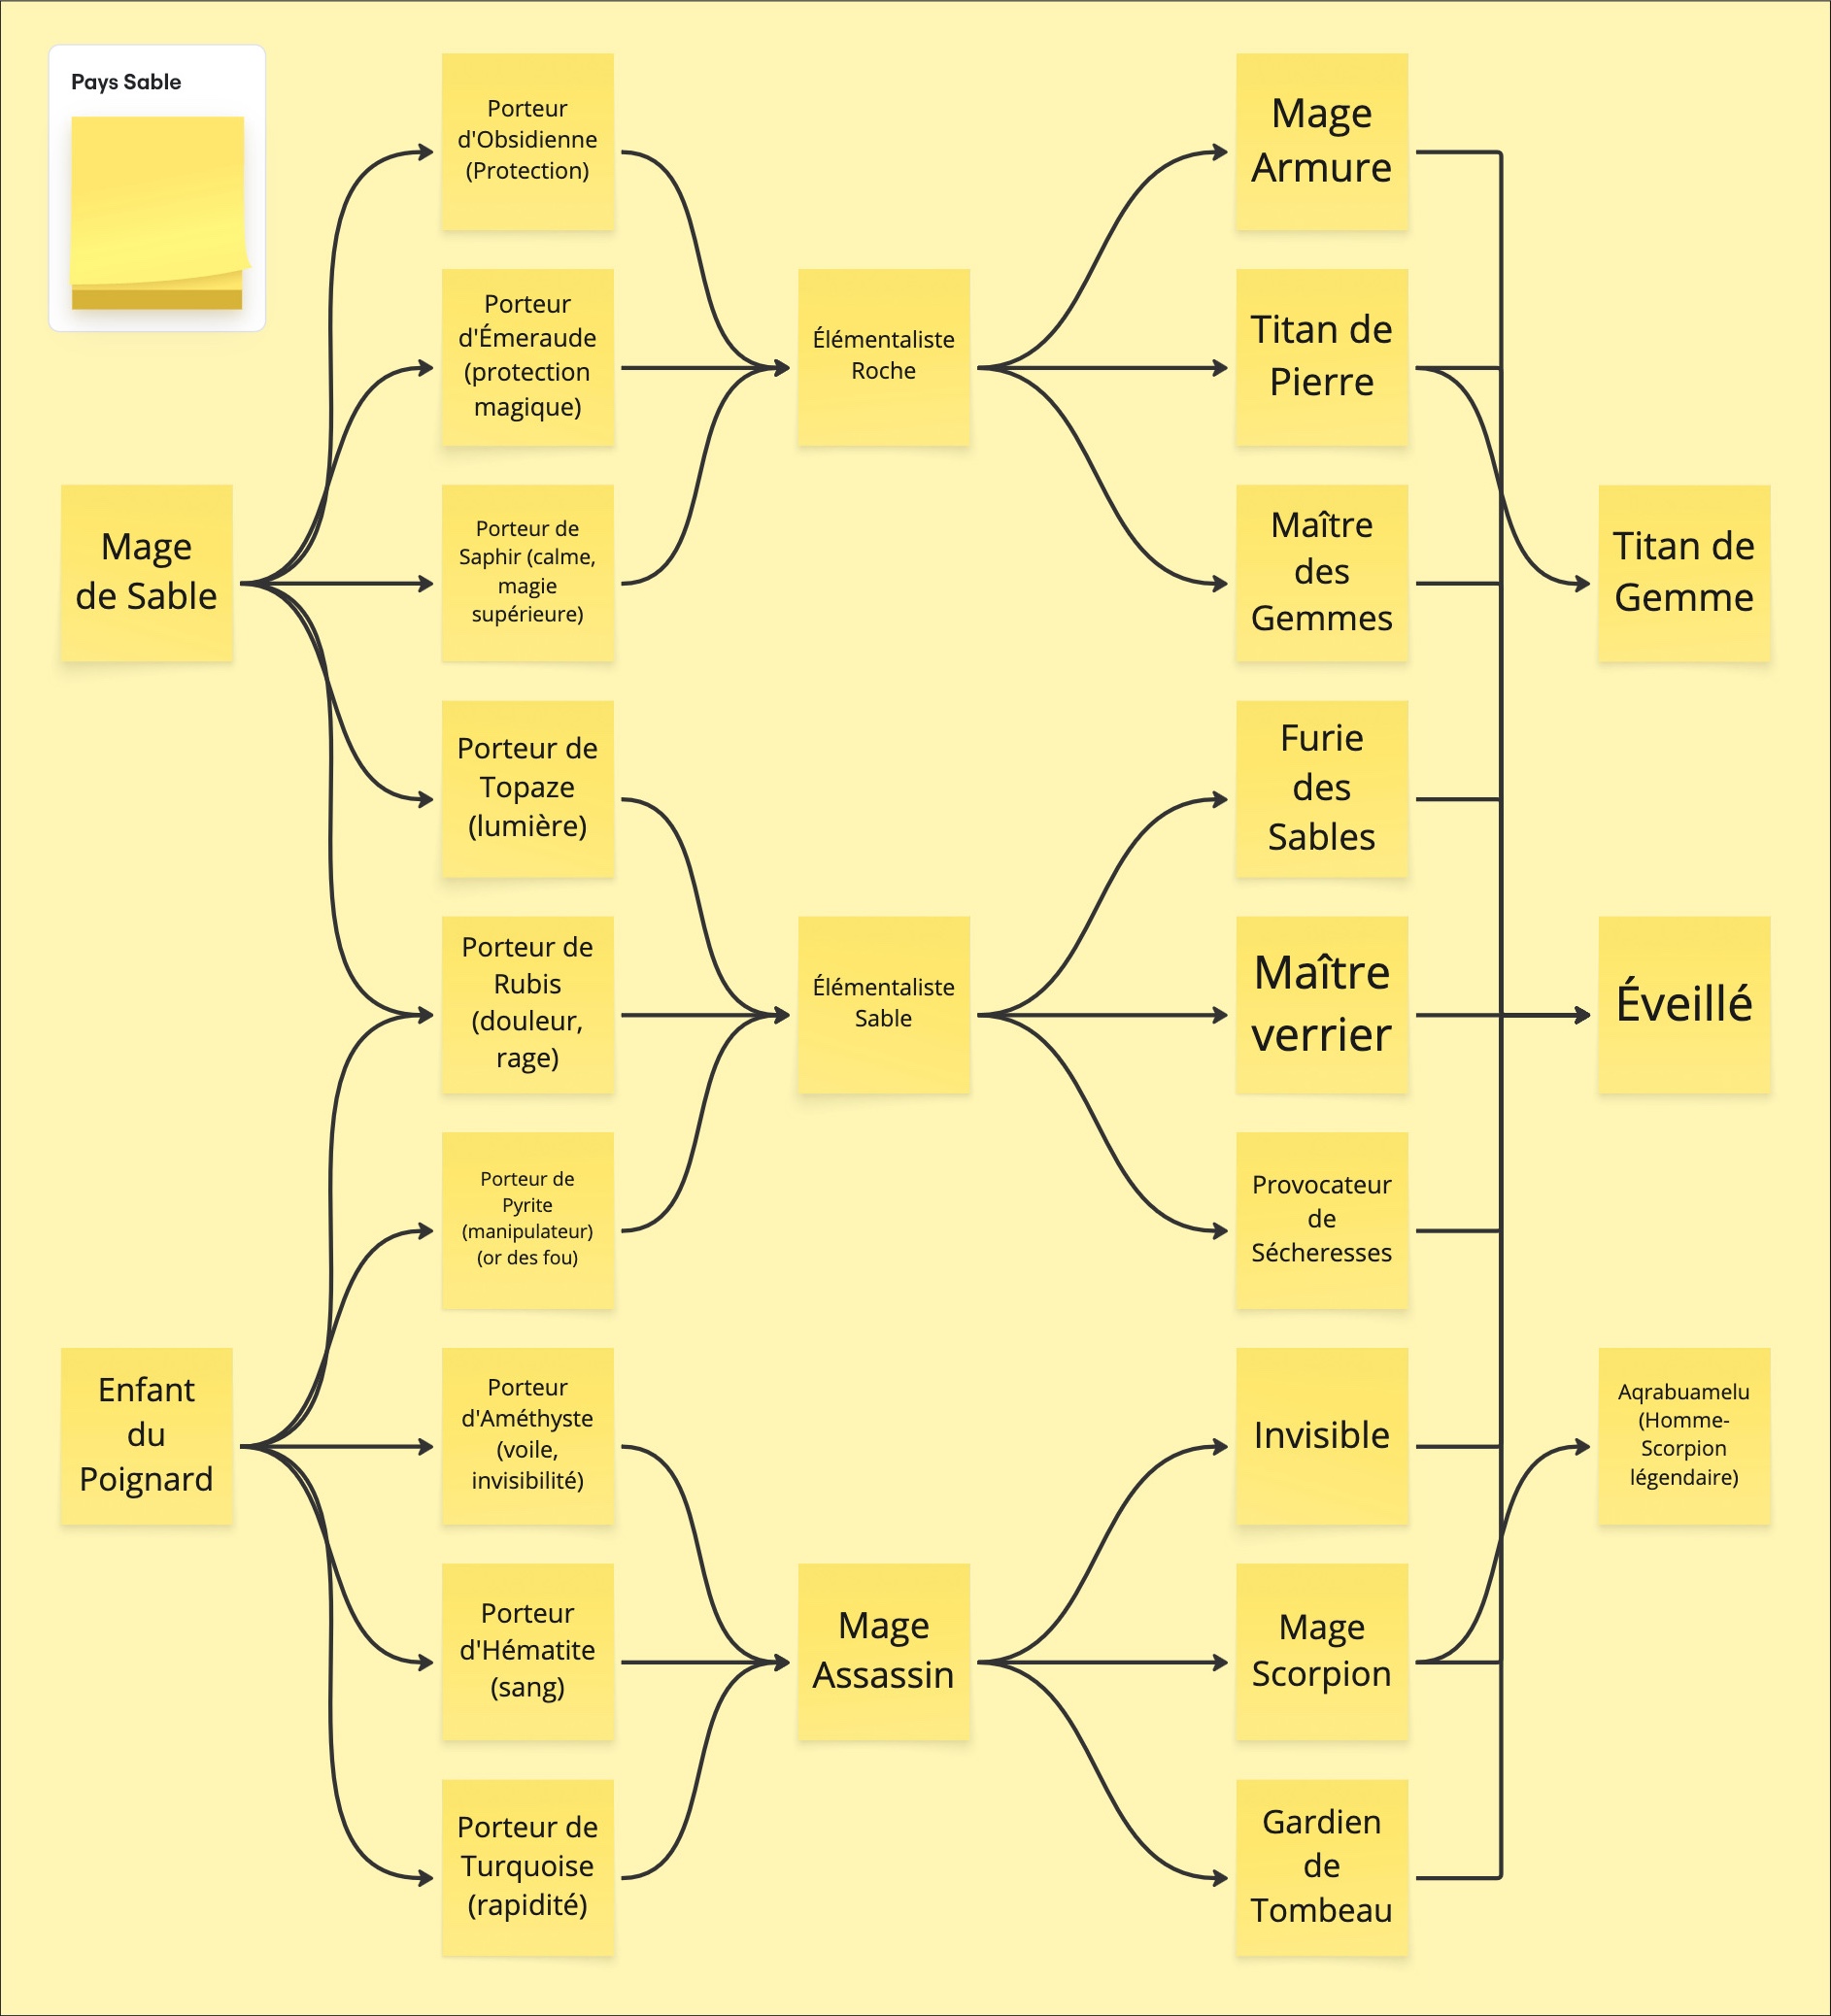 Pays Sable
Porteur
d'Obsidienne
(Protection)
Mage
Armure
Porteur
d'Émeraude
(protection
magique)
Élémentaliste
Roche
Titan de
Pierre
Mage
de Sable
Porteur de
Saphir (calme,
magie
supérieure)
Maître
des
Gemmes
Titan de
Gemme
Porteur de
Topaze
(lumière)
Furie
des
Sables
Porteur de
Rubis
(douleur,
rage)
Élémentaliste
Sable
Maître
verrier
Éveillé
Porteur de
Pyrite
(manipulateur)
(or des fou)
Provocateur
de
Sécheresses
Enfant
du
Poignard
Porteur
d'Améthyste
(voile,
invisibilité)
Invisible
Aqrabuamelu
(Homme-
Scorpion
légendaire)
Porteur
d'Hématite
(sang)
Mage
Assassin
Mage
Scorpion
Porteur de
Turquoise
(rapidité)
Gardien
de
Tombeau